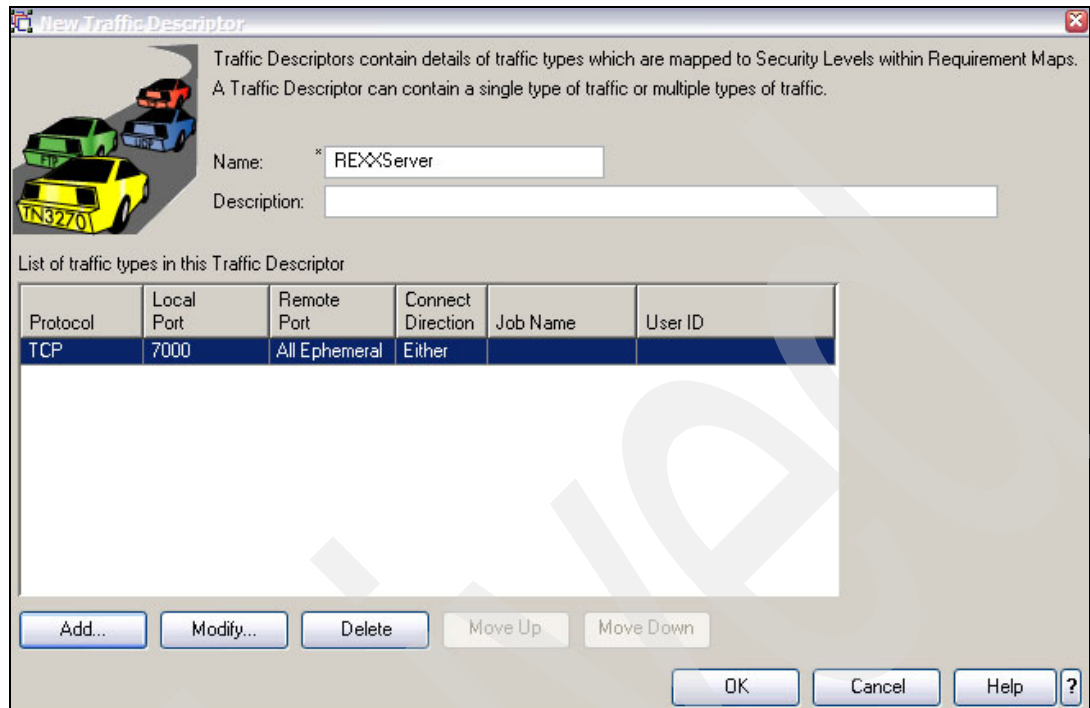 New Traffic Descriptor
Traffic Descriptors contain details of traffic types which are mapped to Security Levels within Requirement Maps.
A Traffic Descriptor can contain a single type of traffic or multiple types of traffic.
FTP
UDP
TN3270
Name: * REXXServer
Description:
List of traffic types in this Traffic Descriptor
Protocol Local Port Remote Port Connect Direction Job Name User ID
TCP 7000 All Ephemeral Either
Add... Modify... Delete Move Up Move Down
OK Cancel Help ?